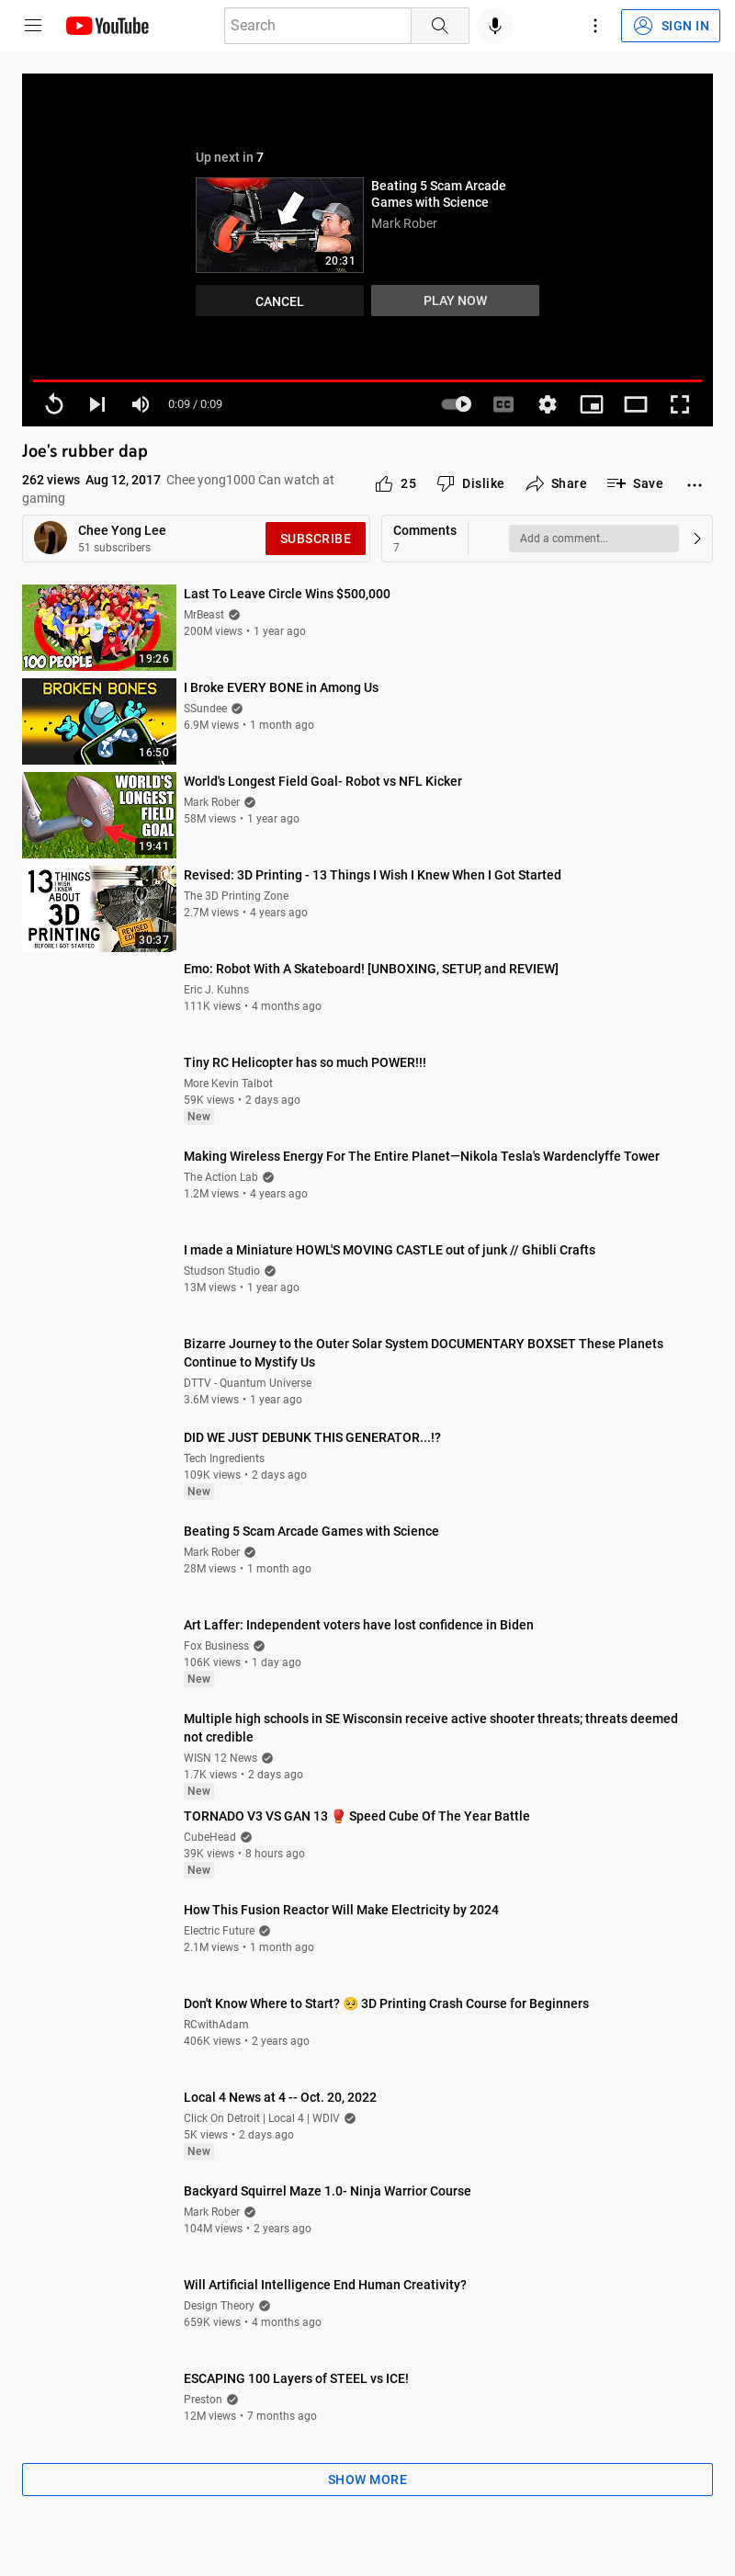 YouTube
Search
SIGN IN
Up next in 7
Beating 5 Scam Arcade
Games with Science
Mark Rober
20:31
CANCEL
PLAY NOW
0:09 / 0:09
CC
Joe's rubber dap
262 views Aug 12, 2017 Chee yong1000 Can watch at
gaming
25
Dislike
Share
Save
Chee Yong Lee
51 subscribers
SUBSCRIBE
Comments
7
Add a comment...
100 PEOPLE
19:26
Last To Leave Circle Wins $500,000
MrBeast
200M views • 1 year ago
BROKEN BONES
16:50
I Broke EVERY BONE in Among Us
SSundee
6.9M views • 1 month ago
WORLD'S
LONGEST
FIELD
GOAL
19:41
World's Longest Field Goal- Robot vs NFL Kicker
Mark Rober
58M views • 1 year ago
13 THINGS
I WISH
I KNEW
ABOUT
3D
PRINTING
BEFORE I GOT STARTED
REVISED
EDITION
30:37
Revised: 3D Printing - 13 Things I Wish I Knew When I Got Started
The 3D Printing Zone
2.7M views • 4 years ago
Emo: Robot With A Skateboard! [UNBOXING, SETUP, and REVIEW]
Eric J. Kuhns
111K views • 4 months ago
Tiny RC Helicopter has so much POWER!!!
More Kevin Talbot
59K views • 2 days ago
New
Making Wireless Energy For The Entire Planet—Nikola Tesla's Wardenclyffe Tower
The Action Lab
1.2M views • 4 years ago
I made a Miniature HOWL'S MOVING CASTLE out of junk // Ghibli Crafts
Studson Studio
13M views • 1 year ago
Bizarre Journey to the Outer Solar System DOCUMENTARY BOXSET These Planets
Continue to Mystify Us
DTTV - Quantum Universe
3.6M views • 1 year ago
DID WE JUST DEBUNK THIS GENERATOR...!?
Tech Ingredients
109K views • 2 days ago
New
Beating 5 Scam Arcade Games with Science
Mark Rober
28M views • 1 month ago
Art Laffer: Independent voters have lost confidence in Biden
Fox Business
106K views • 1 day ago
New
Multiple high schools in SE Wisconsin receive active shooter threats; threats deemed
not credible
WISN 12 News
1.7K views • 2 days ago
New
TORNADO V3 VS GAN 13 🥊 Speed Cube Of The Year Battle
CubeHead
39K views • 8 hours ago
New
How This Fusion Reactor Will Make Electricity by 2024
Electric Future
2.1M views • 1 month ago
Don't Know Where to Start? 🥺 3D Printing Crash Course for Beginners
RCwithAdam
406K views • 2 years ago
Local 4 News at 4 -- Oct. 20, 2022
Click On Detroit | Local 4 | WDIV
5K views • 2 days ago
New
Backyard Squirrel Maze 1.0- Ninja Warrior Course
Mark Rober
104M views • 2 years ago
Will Artificial Intelligence End Human Creativity?
Design Theory
659K views • 4 months ago
ESCAPING 100 Layers of STEEL vs ICE!
Preston
12M views • 7 months ago
SHOW MORE